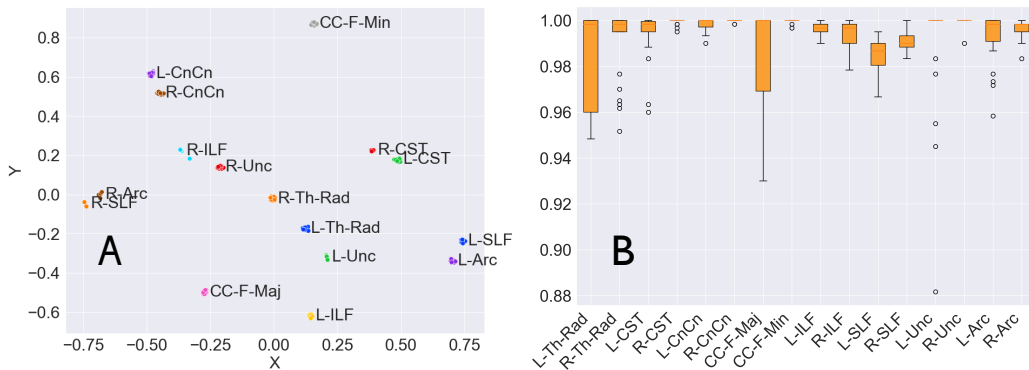 0.8
0.6
0.4
0.2
0.0
−0.2
−0.4
−0.6
Y
−0.75
−0.50
−0.25
0.00
0.25
0.50
0.75
X
CC-F-Min
L-CnCn
R-CnCn
R-ILF
R-Unc
R-CST
L-CST
R-Arc
R-SLF
R-Th-Rad
L-Th-Rad
L-Unc
L-SLF
L-Arc
CC-F-Maj
L-ILF
A
1.00
0.98
0.96
0.94
0.92
0.90
0.88
B
L-Th-Rad
R-Th-Rad
L-CST
R-CST
L-CnCn
R-CnCn
CC-F-Maj
CC-F-Min
L-ILF
R-ILF
L-SLF
R-SLF
L-Unc
R-Unc
L-Arc
R-Arc